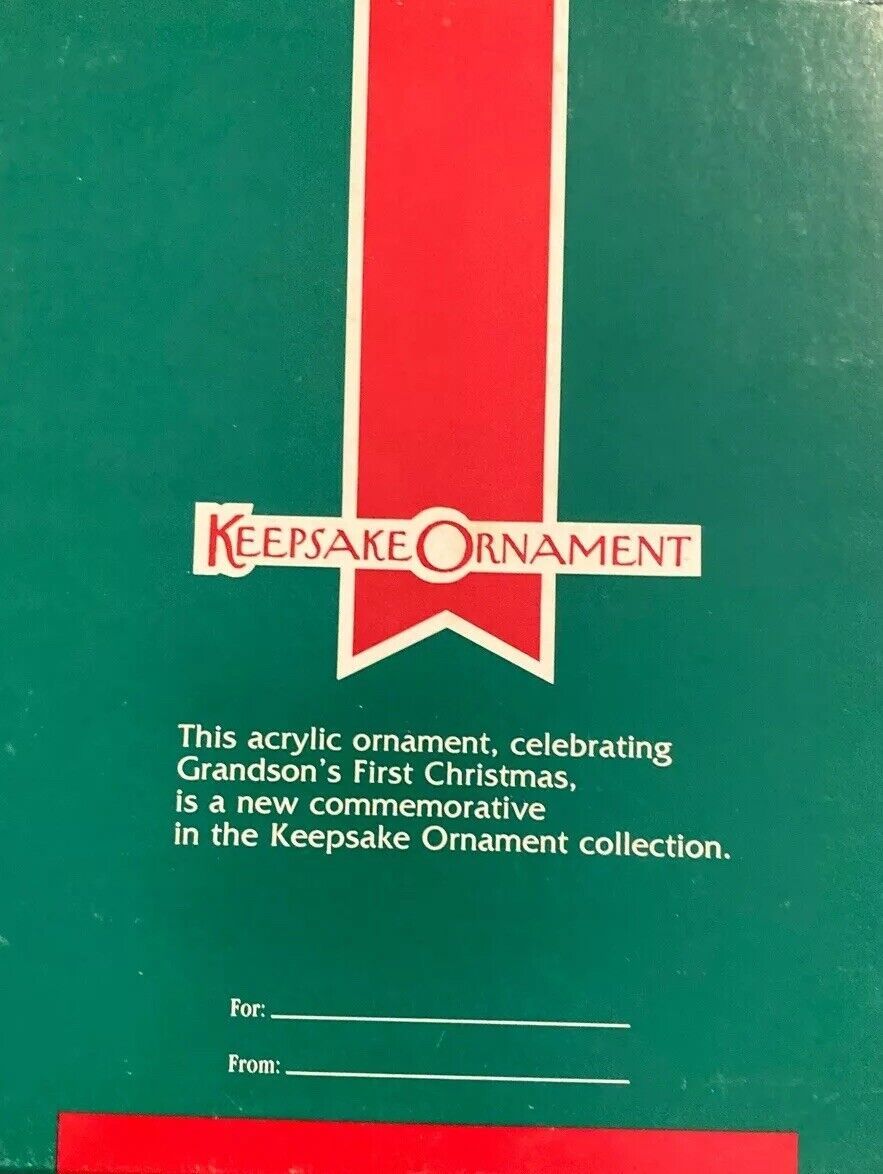 KEEPSAKE ORNAMENT
This acrylic ornament, celebrating
Grandson's First Christmas,
is a new commemorative
in the Keepsake Ornament collection.
For:
From: